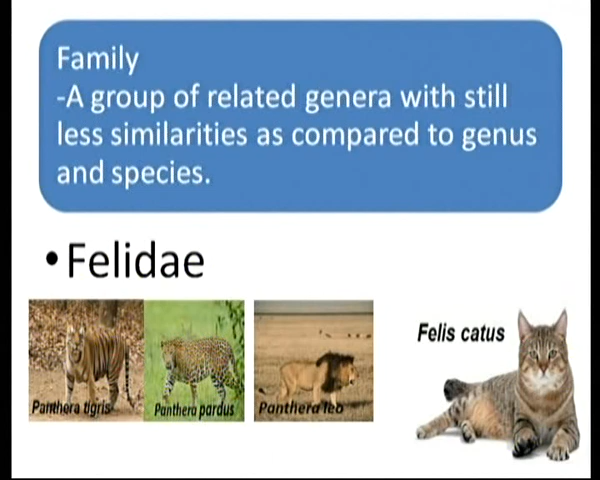 Family
-A group of related genera with still
less similarities as compared to genus
and species.
• Felidae
Felis catus
Panthera tigris
Panthera pardus
Panthera leo